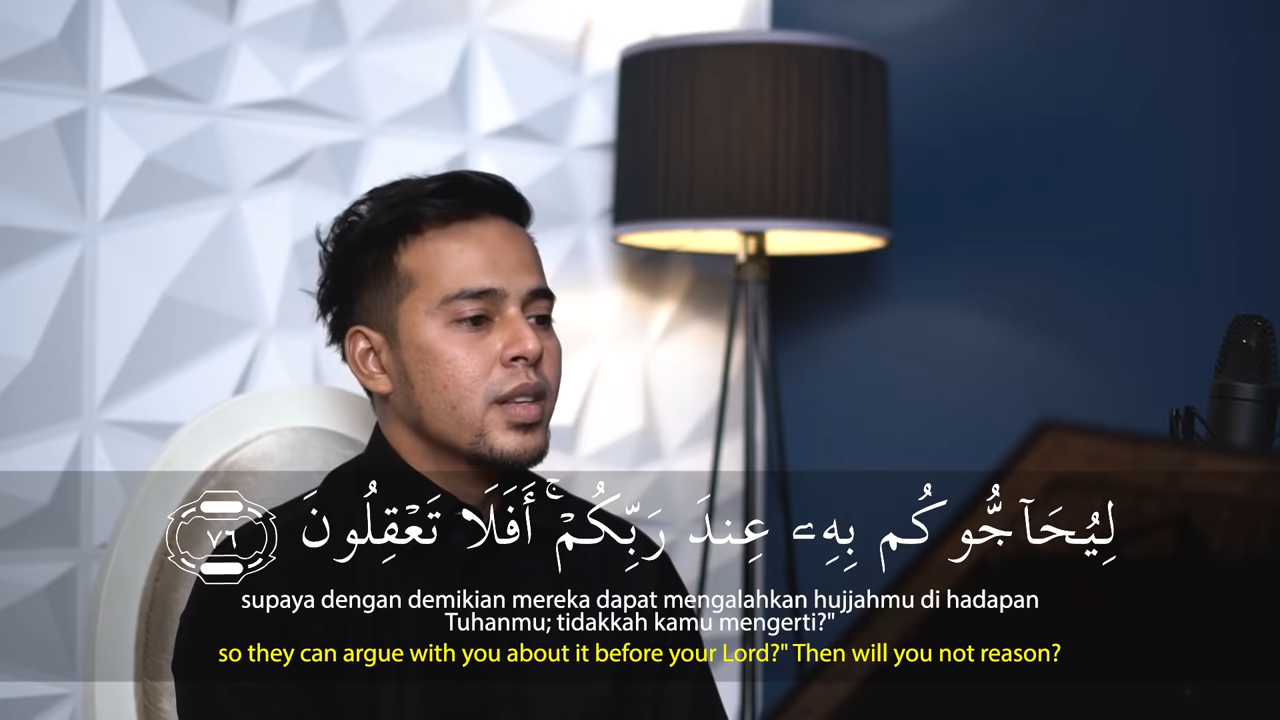 لِيُحَآجُّوكُم بِهِۦ عِندَ رَبِّكُمْ ۚ أَفَلَا تَعْقِلُونَ ٧٦
supaya dengan demikian mereka dapat mengalahkan hujjahmu di hadapan
Tuhanmu; tidakkah kamu mengerti?"
so they can argue with you about it before your Lord?" Then will you not reason?